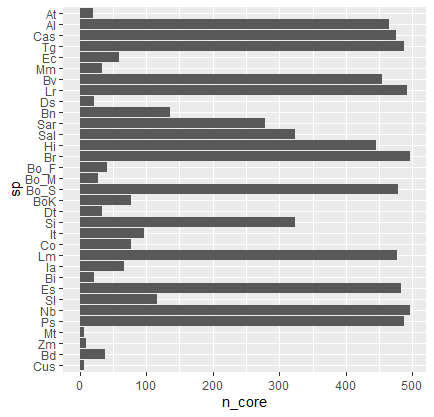 At
Al
Cas
Tg
Ec
Mm
Bv
Lr
Ds
Bn
Sar
Sal
Hi
Br
Bo_F
Bo_M
Bo_S
BoK
Dt
Si
It
Co
Lm
Ia
Bi
Es
Sl
Nb
Ps
Mt
Zm
Bd
Cus
sp
0 100 200 300 400 500
n_core